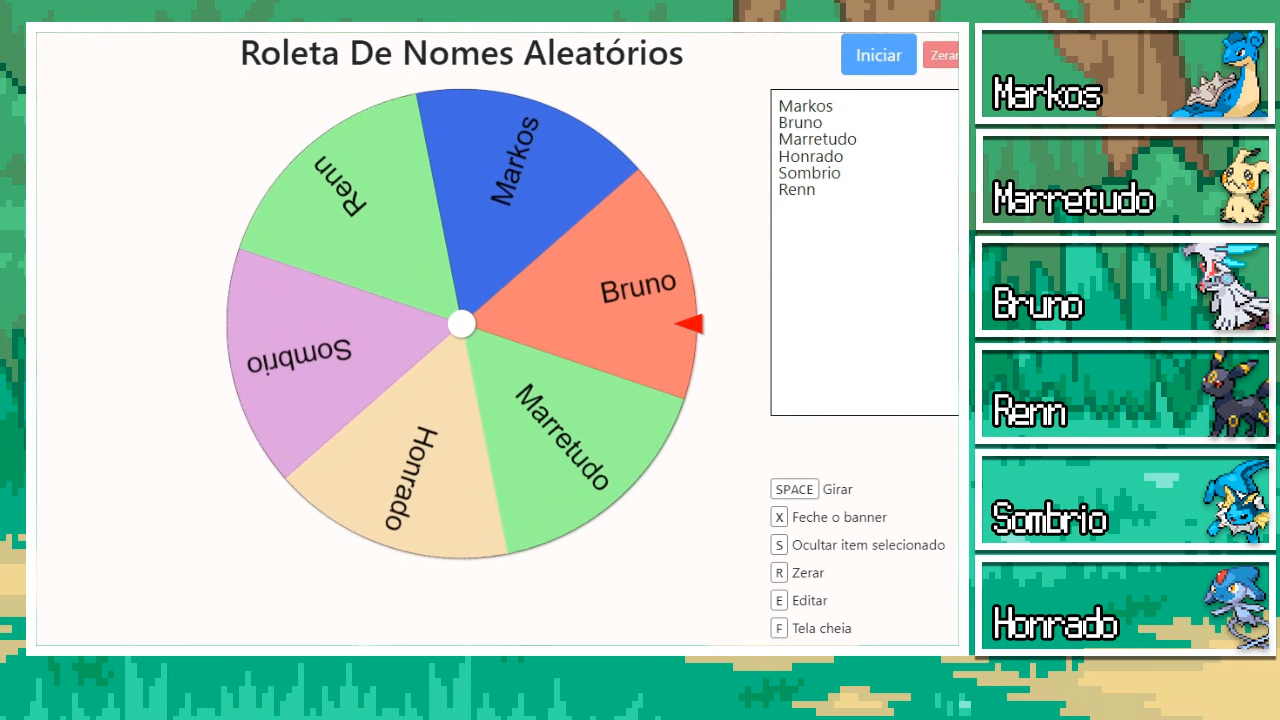 Roleta De Nomes Aleatórios
Iniciar
Zerar
Markos
Bruno
Marretudo
Honrado
Sombrio
Renn
Markos
Bruno
Marretudo
Honrado
Sombrio
Renn
SPACE Girar
X Feche o banner
S Ocultar item selecionado
R Zerar
E Editar
F Tela cheia
Markos
Marretudo
Bruno
Renn
Sombrio
Honrado